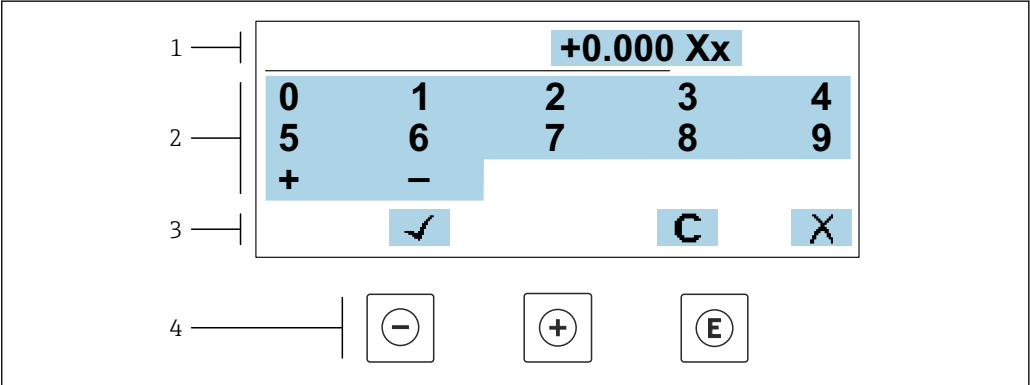 1 +0.000 Xx
0 1 2 3 4
2 5 6 7 8 9
+ –
3 ✓ C X
4 - + E